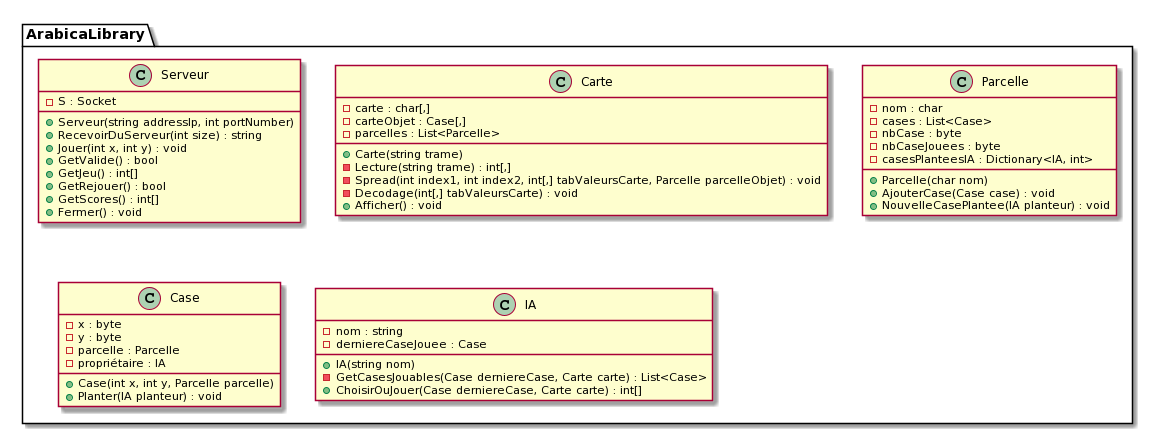 ArabicaLibrary
C Serveur
S : Socket
Serveur(string addressIp, int portNumber)
RecevoirDuServeur(int size) : string
Jouer(int x, int y) : void
GetValide() : bool
GetJeu() : int[]
GetRejouer() : bool
GetScores() : int[]
Fermer() : void
C Carte
carte : char[,]
carteObjet : Case[,]
parcelles : List<Parcelle>
Carte(string trame)
Lecture(string trame) : int[,]
Spread(int index1, int index2, int[,] tabValeursCarte, Parcelle parcelleObjet) : void
Decodage(int[,] tabValeursCarte) : void
Afficher() : void
C Parcelle
nom : char
cases : List<Case>
nbCase : byte
nbCaseJouees : byte
casesPlanteesIA : Dictionary<IA, int>
Parcelle(char nom)
AjouterCase(Case case) : void
NouvelleCasePlantee(IA planteur) : void
C Case
x : byte
y : byte
parcelle : Parcelle
propriétaire : IA
Case(int x, int y, Parcelle parcelle)
Planter(IA planteur) : void
C IA
nom : string
derniereCaseJouee : Case
IA(string nom)
GetCasesJouables(Case derniereCase, Carte carte) : List<Case>
ChoisirOuJouer(Case derniereCase, Carte carte) : int[]